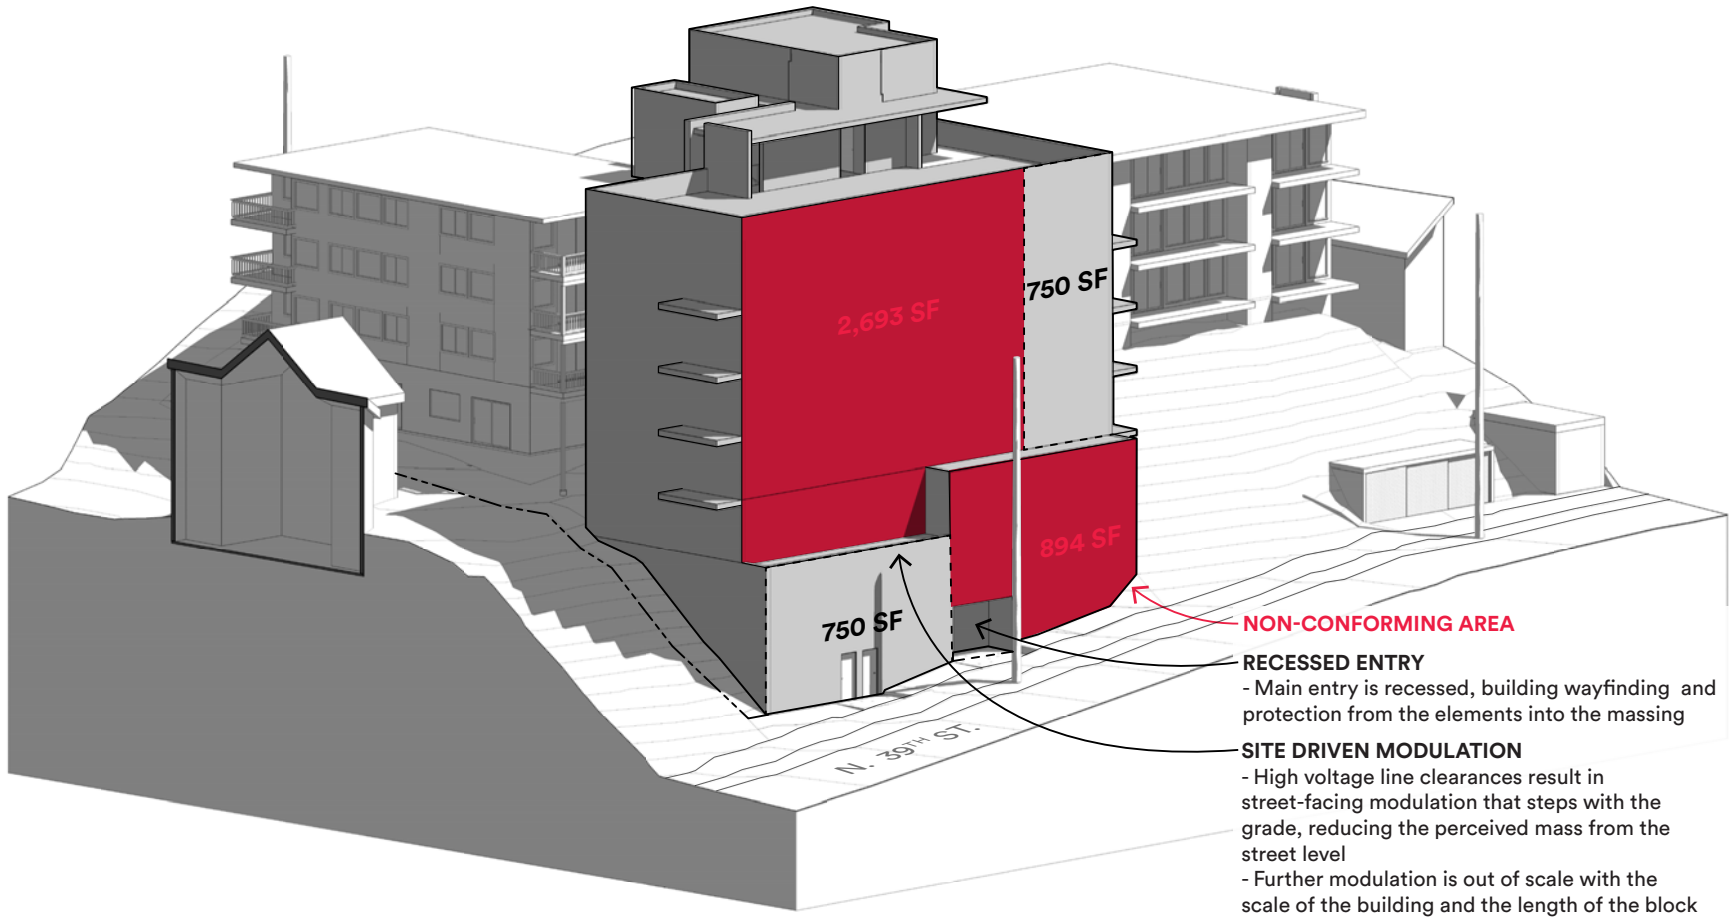 2,693 SF
750 SF
894 SF
750 SF
N. 39TH ST.
NON-CONFORMING AREA
RECESSED ENTRY
- Main entry is recessed, building wayfinding and
protection from the elements into the massing
SITE DRIVEN MODULATION
- High voltage line clearances result in
street-facing modulation that steps with the
grade, reducing the perceived mass from the
street level
- Further modulation is out of scale with the
scale of the building and the length of the block